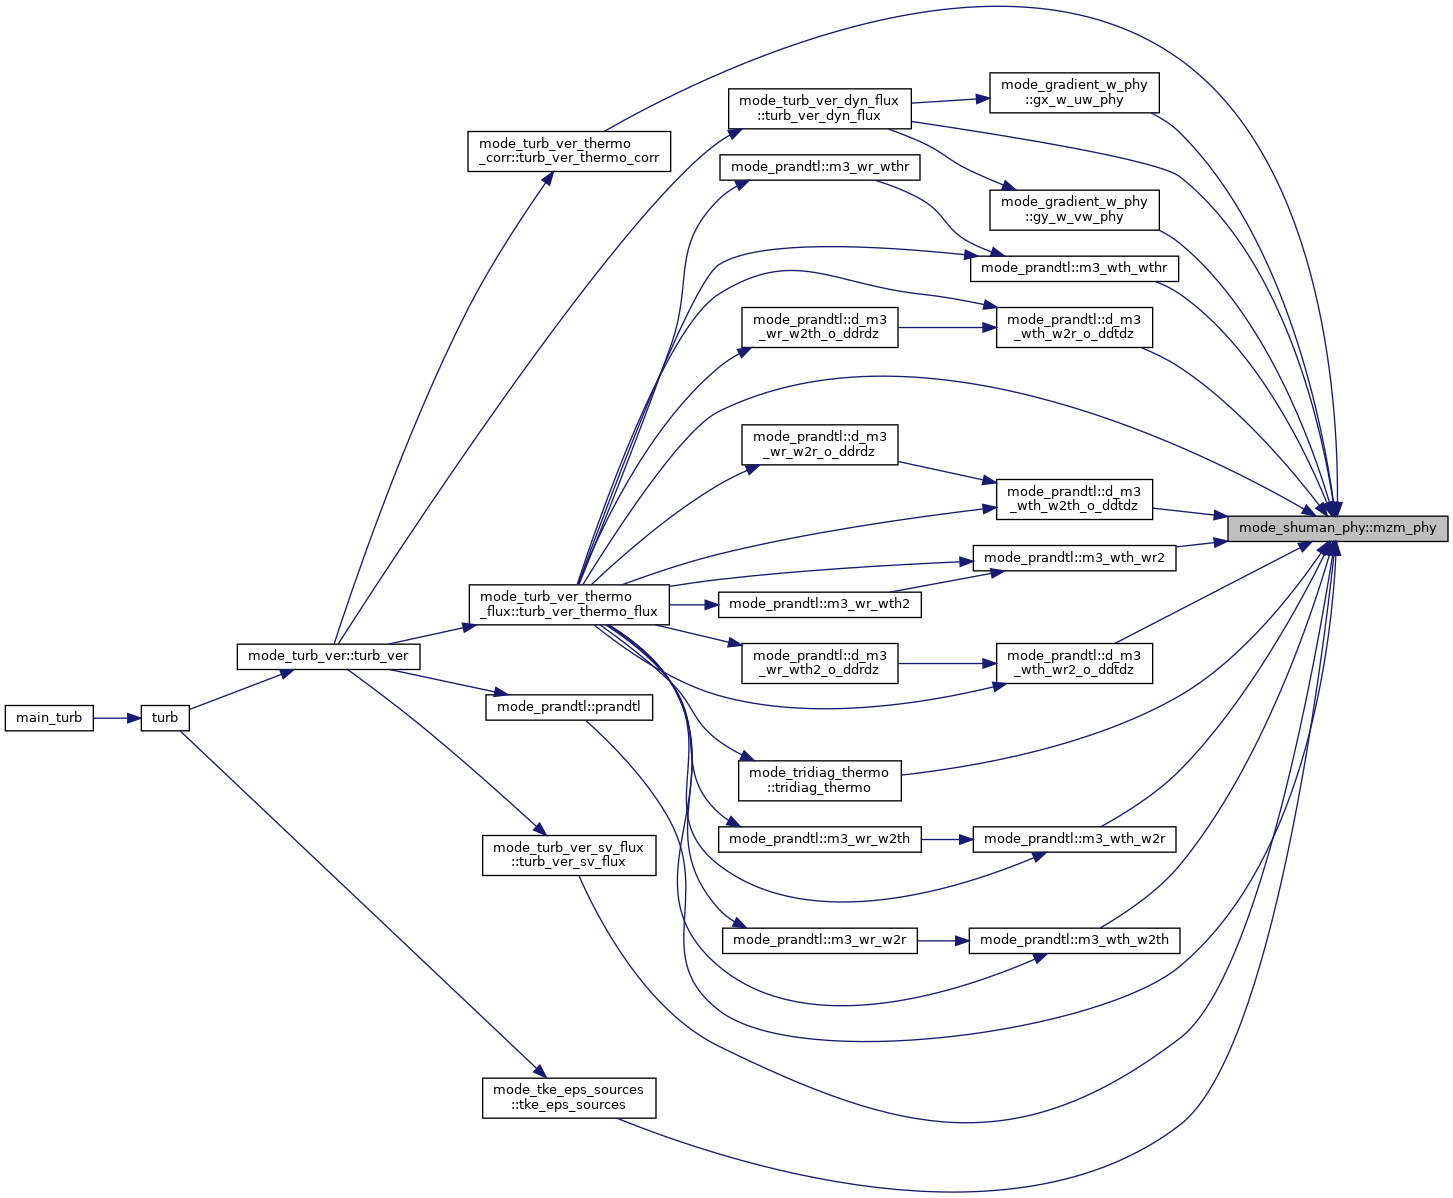 mode_gradient_w_phy
::gx_w_uw_phy
mode_turb_ver_dyn_flux
::turb_ver_dyn_flux
mode_turb_ver_thermo
_corr::turb_ver_thermo_corr
mode_prandtl::m3_wr_wthr
mode_gradient_w_phy
::gy_w_vw_phy
mode_prandtl::m3_wth_wthr
mode_prandtl::d_m3
_wr_w2th_o_ddrdz
mode_prandtl::d_m3
_wth_w2r_o_ddtdz
mode_prandtl::d_m3
_wr_w2r_o_ddrdz
mode_prandtl::d_m3
_wth_w2th_o_ddtdz
mode_shuman_phy::mzm_phy
mode_prandtl::m3_wth_wr2
mode_turb_ver_thermo
_flux::turb_ver_thermo_flux
mode_prandtl::m3_wr_wth2
mode_turb_ver::turb_ver
mode_prandtl::d_m3
_wr_wth2_o_ddrdz
mode_prandtl::d_m3
_wth_wr2_o_ddtdz
mode_prandtl::prandtl
main_turb
turb
mode_tridiag_thermo
::tridiag_thermo
mode_prandtl::m3_wr_w2th
mode_prandtl::m3_wth_w2r
mode_turb_ver_sv_flux
::turb_ver_sv_flux
mode_prandtl::m3_wr_w2r
mode_prandtl::m3_wth_w2th
mode_tke_eps_sources
::tke_eps_sources